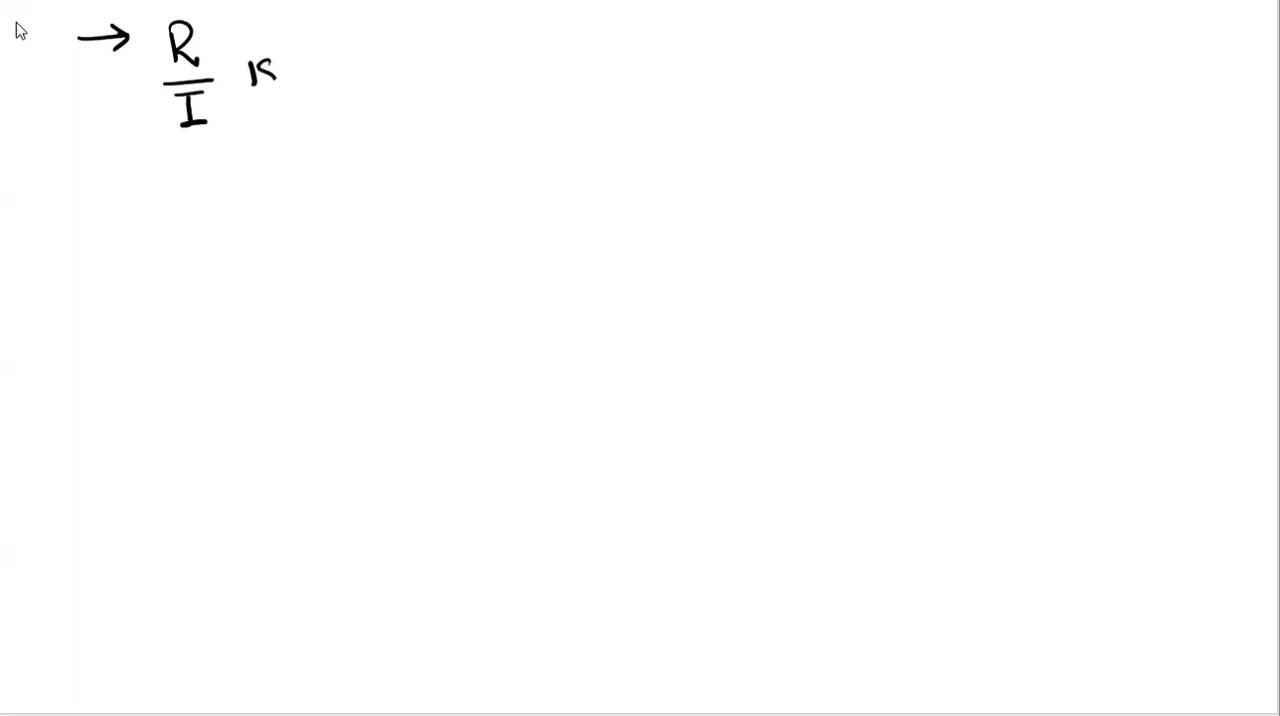 → R/I is